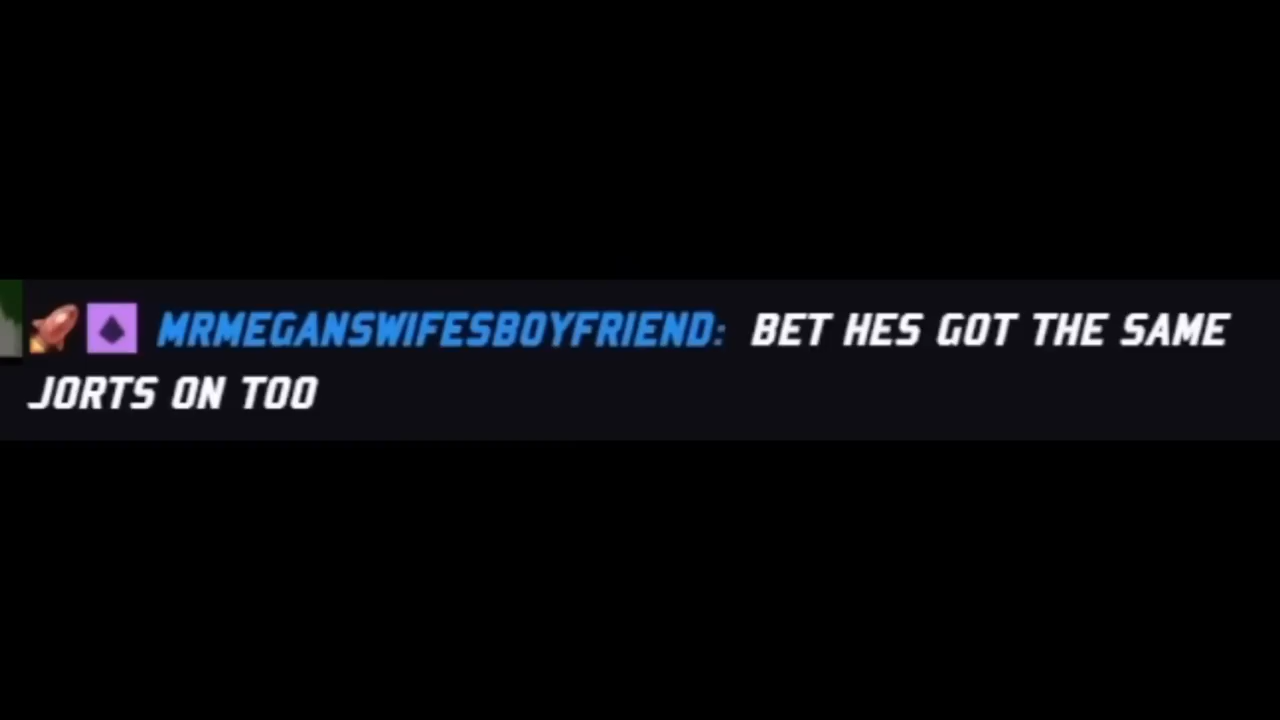 MRMEGANSWIFESBOYFRIEND: BET HES GOT THE SAME
JORTS ON TOO